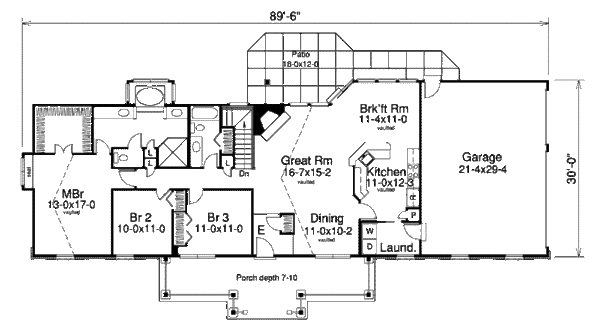 89'-6"
Patio
18-0x12-0
Brk'ft Rm
11-4x11-0
vaulted
Great Rm
16-7x15-2
vaulted
Kitchen
11-0x12-3
vaulted
Garage
21-4x29-4
30'-0"
seat
MBr
13-0x17-0
vaulted
L
L
L
Dn
R
P
Br 2
10-0x11-0
Br 3
11-0x11-0
E
Dining
11-0x10-2
vaulted
W
D
Laund.
Porch depth 7-10